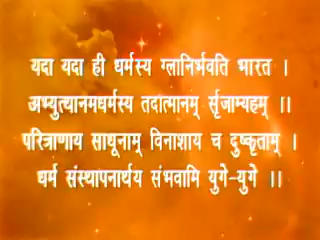 यदा यदा ही धर्मस्य ग्लानिर्भवति भारत ।
अभ्युत्थानमधर्मस्य तदात्मानम् सृजाम्यहम् ।।
परित्राणाय साधूनाम् विनाशाय च दुष्कृताम् ।
धर्म संस्थापनार्थय संभवामि युगे-युगे ।।